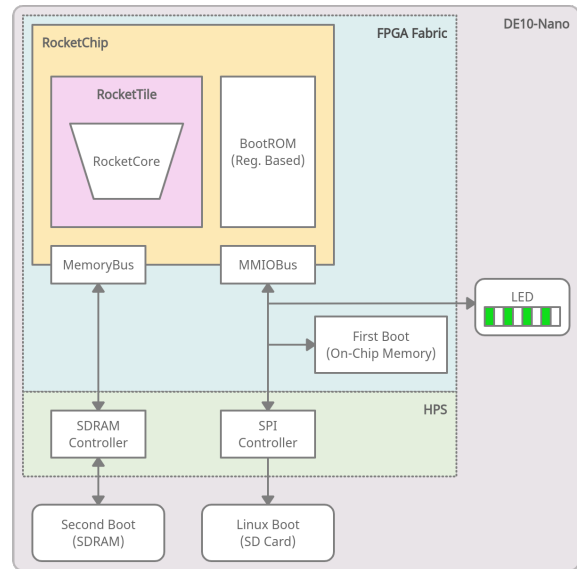 DE10-Nano
FPGA Fabric
RocketChip
RocketTile
RocketCore
BootROM
(Reg. Based)
MemoryBus
MMIOBus
LED
First Boot
(On-Chip Memory)
HPS
SDRAM
Controller
SPI
Controller
Second Boot
(SDRAM)
Linux Boot
(SD Card)